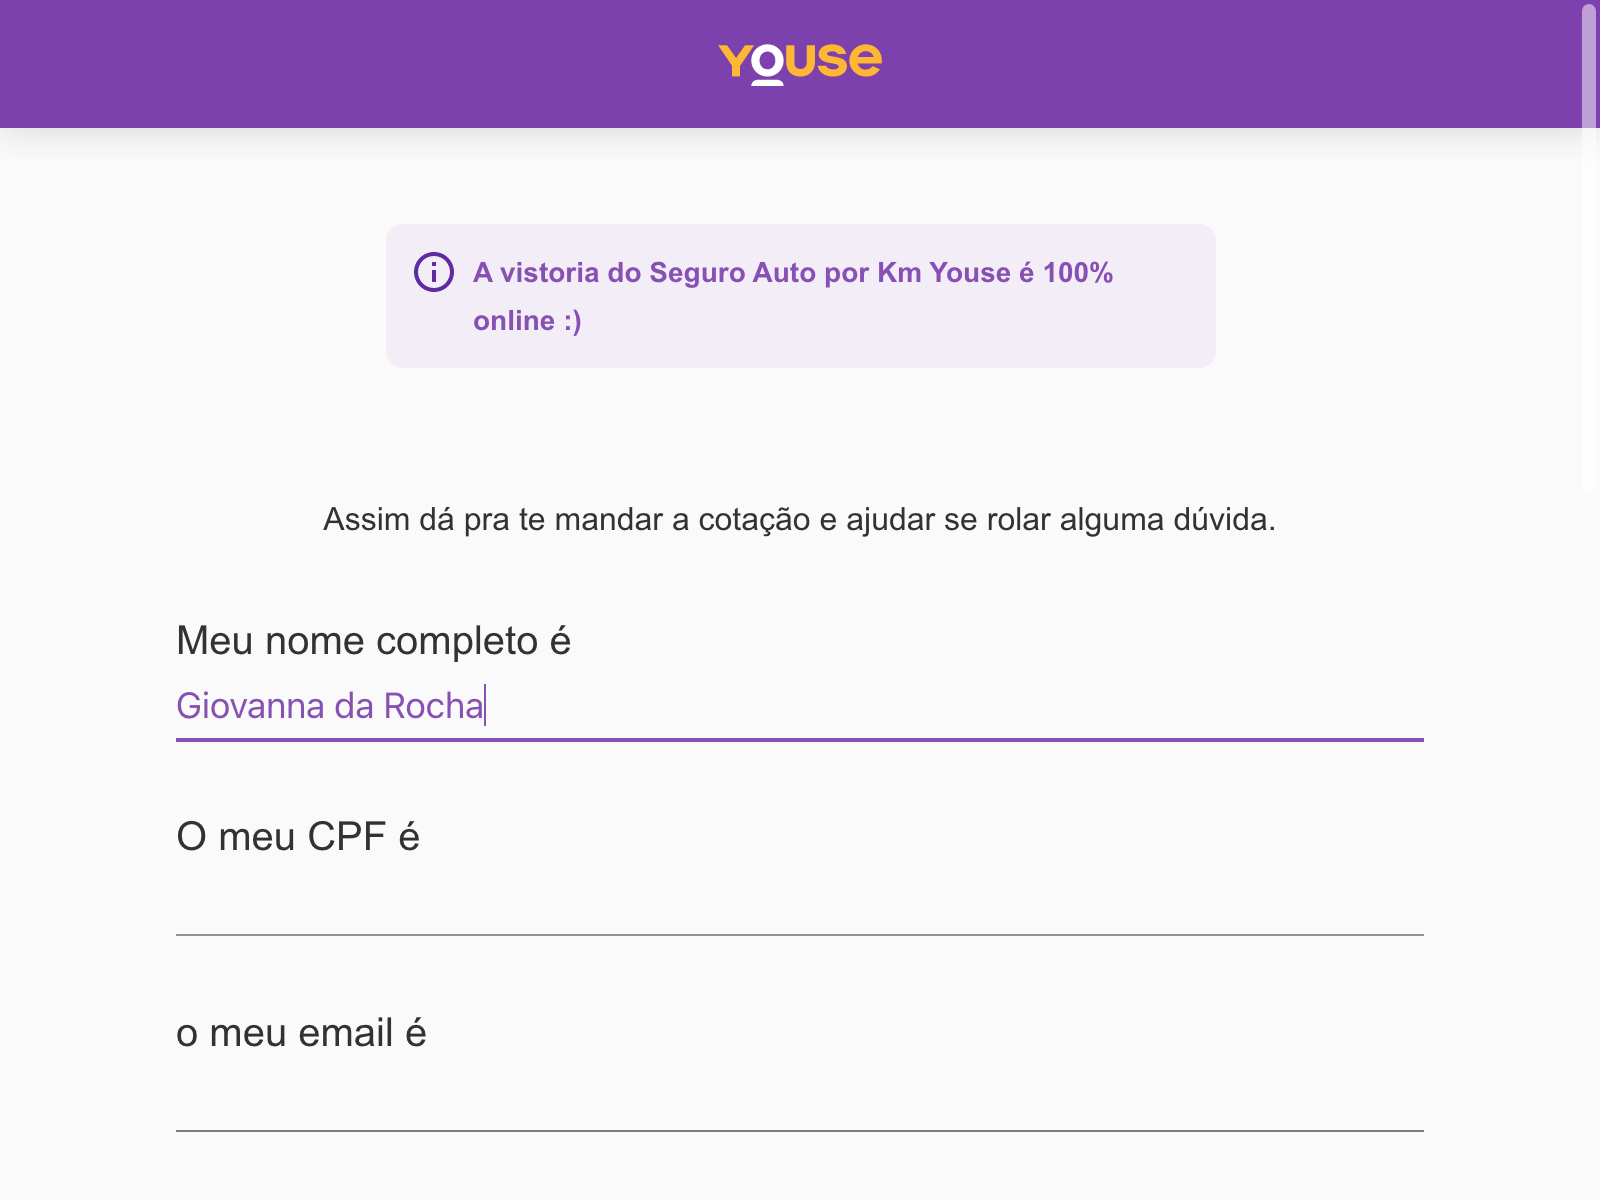 YOUSE
A vistoria do Seguro Auto por Km Youse é 100%
online :)
Assim dá pra te mandar a cotação e ajudar se rolar alguma dúvida.
Meu nome completo é
Giovanna da Rocha
O meu CPF é
o meu email é